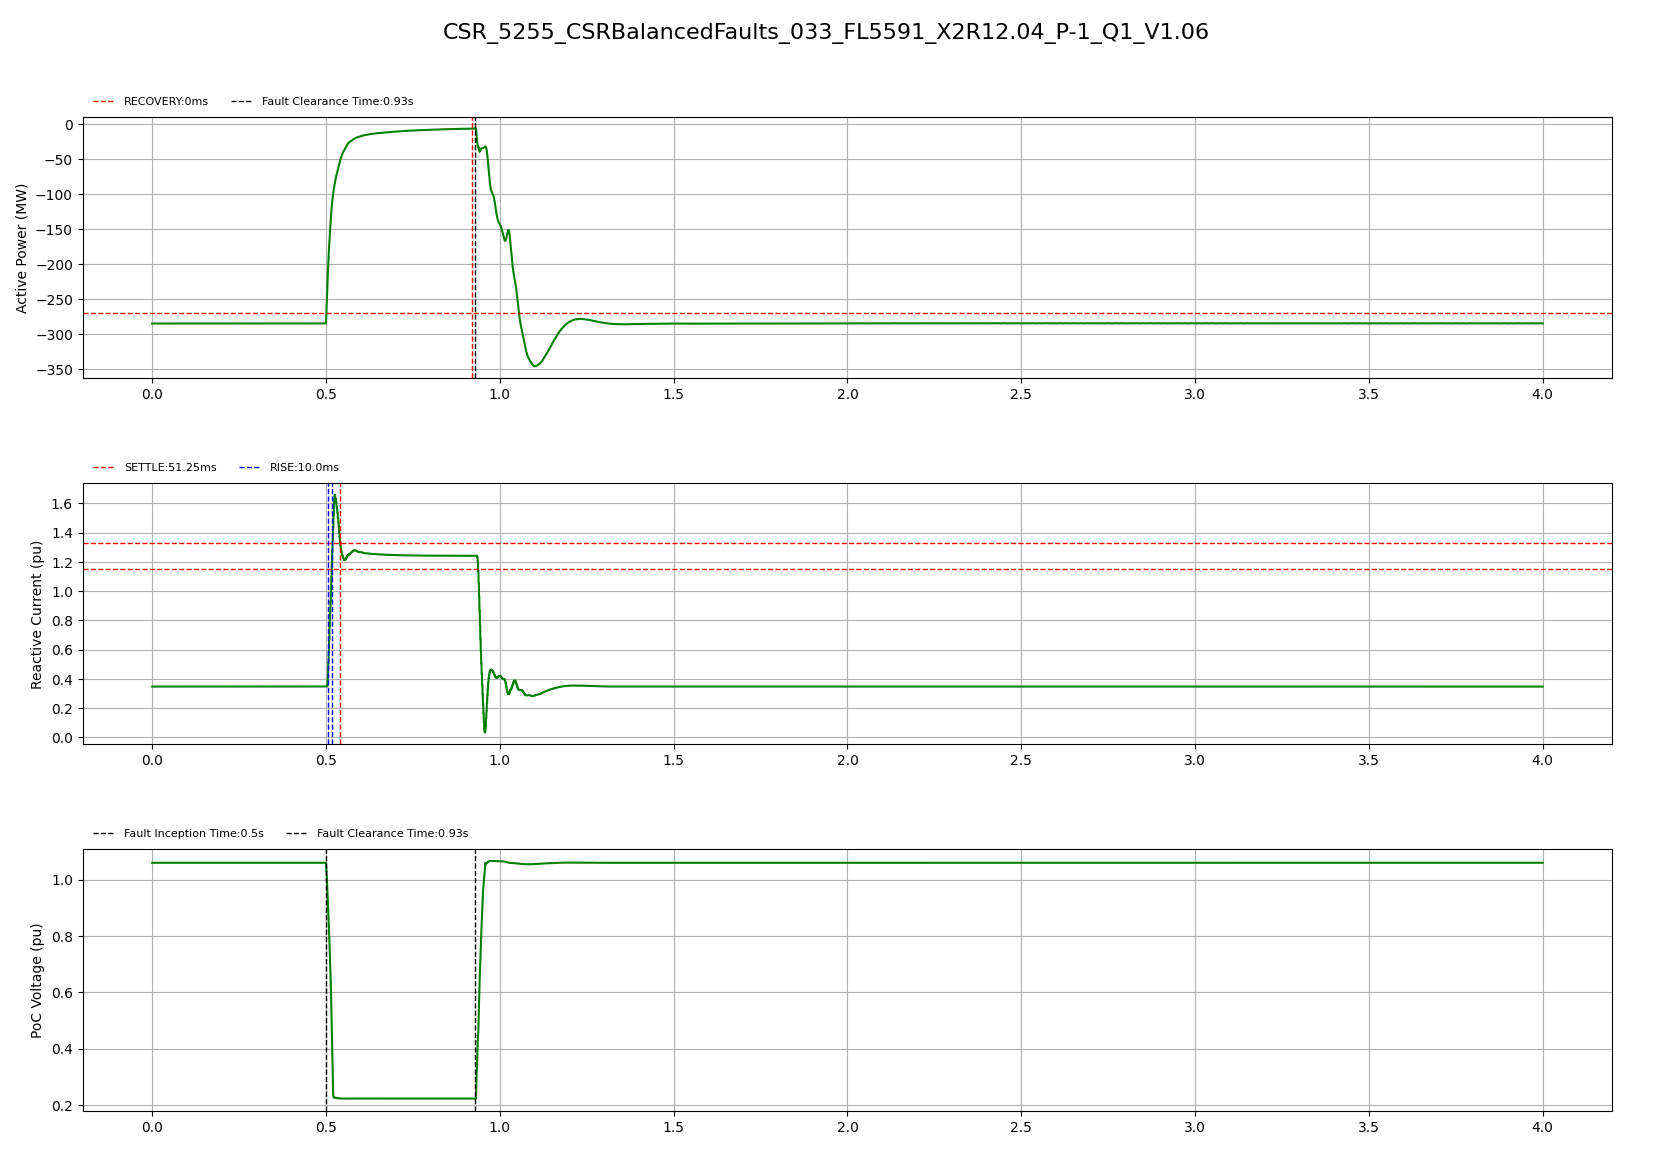 CSR_5255_CSRBalancedFaults_033_FL5591_X2R12.04_P-1_Q1_V1.06
RECOVERY:0ms Fault Clearance Time:0.93s
Active Power (MW)
0
−50
−100
−150
−200
−250
−300
−350
0.0 0.5 1.0 1.5 2.0 2.5 3.0 3.5 4.0
SETTLE:51.25ms RISE:10.0ms
Reactive Current (pu)
1.6
1.4
1.2
1.0
0.8
0.6
0.4
0.2
0.0
0.0 0.5 1.0 1.5 2.0 2.5 3.0 3.5 4.0
Fault Inception Time:0.5s Fault Clearance Time:0.93s
PoC Voltage (pu)
1.0
0.8
0.6
0.4
0.2
0.0 0.5 1.0 1.5 2.0 2.5 3.0 3.5 4.0